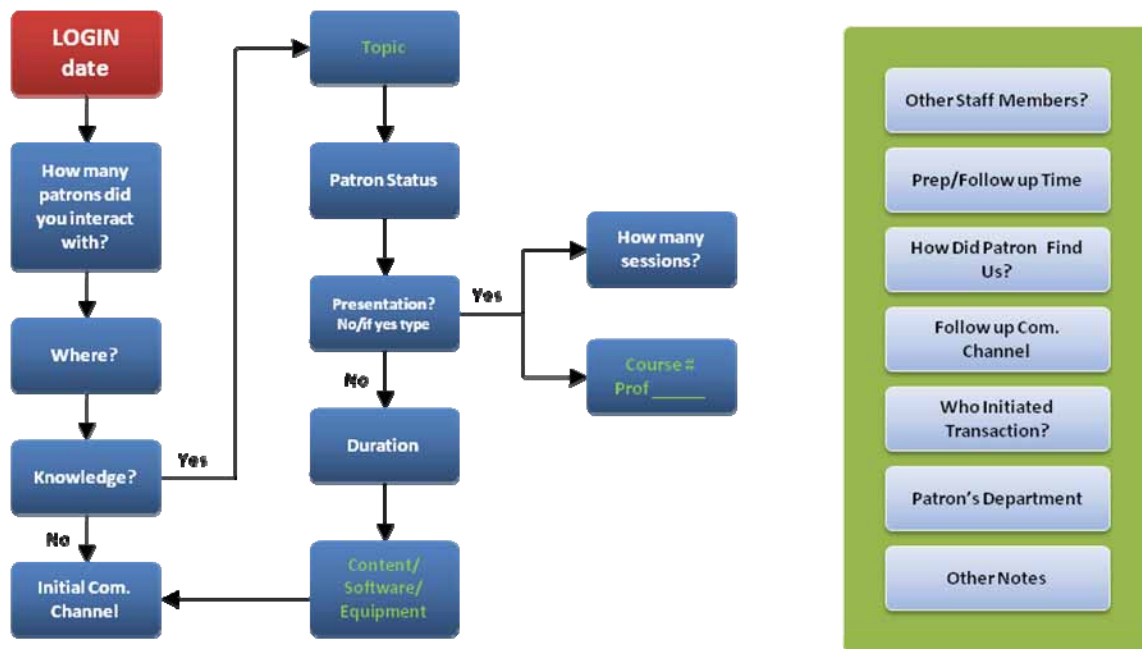 LOGIN
date
How many
patrons did
you interact
with?
Where?
Knowledge?
Yes
No
Initial Com.
Channel
Topic
Patron Status
Presentation?
No/if yes type
Yes
No
Duration
Content/
Software/
Equipment
How many
sessions?
Course #
Prof ______
Other Staff Members?
Prep/Follow up Time
How Did Patron Find
Us?
Follow up Com.
Channel
Who Initiated
Transaction?
Patron's Department
Other Notes